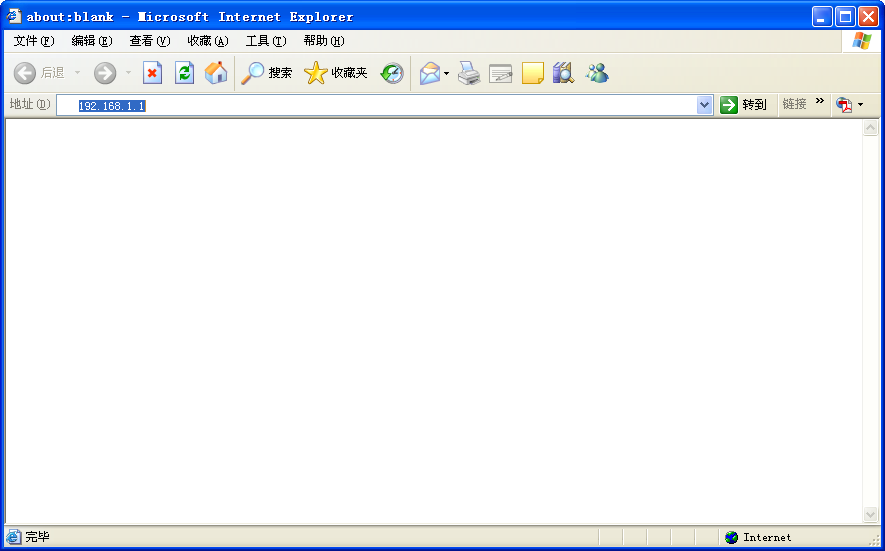 about:blank - Microsoft Internet Explorer
文件(F) 编辑(E) 查看(V) 收藏(A) 工具(T) 帮助(H)
后退 搜索 收藏夹
地址(D) 192.168.1.1 转到 链接 »
完毕 Internet